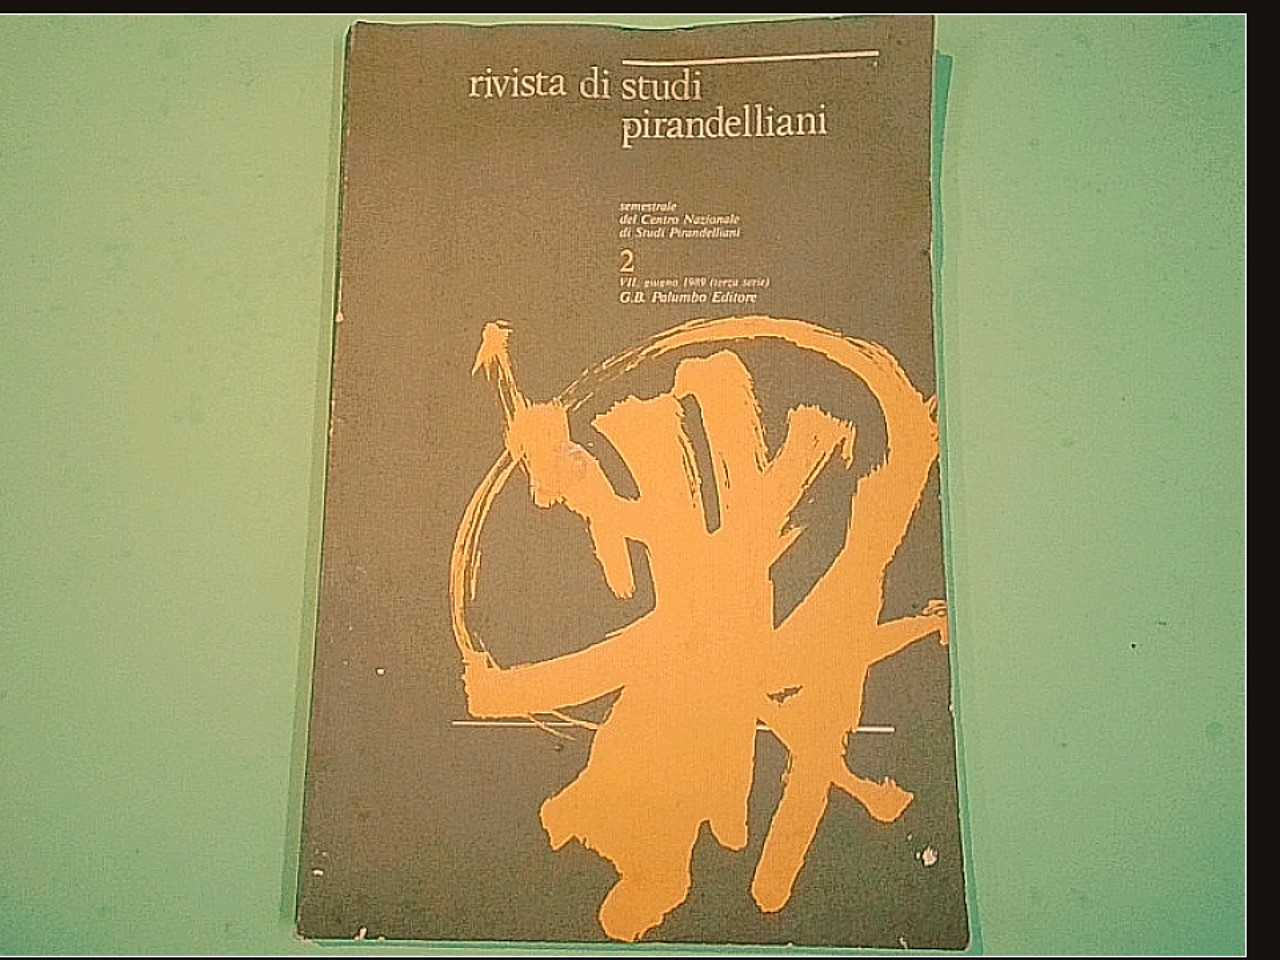 rivista di studi
pirandelliani
semestrale
del Centro Nazionale
di Studi Pirandelliani
2
VII, giugno 1989 (terza serie)
G.B. Palumbo Editore